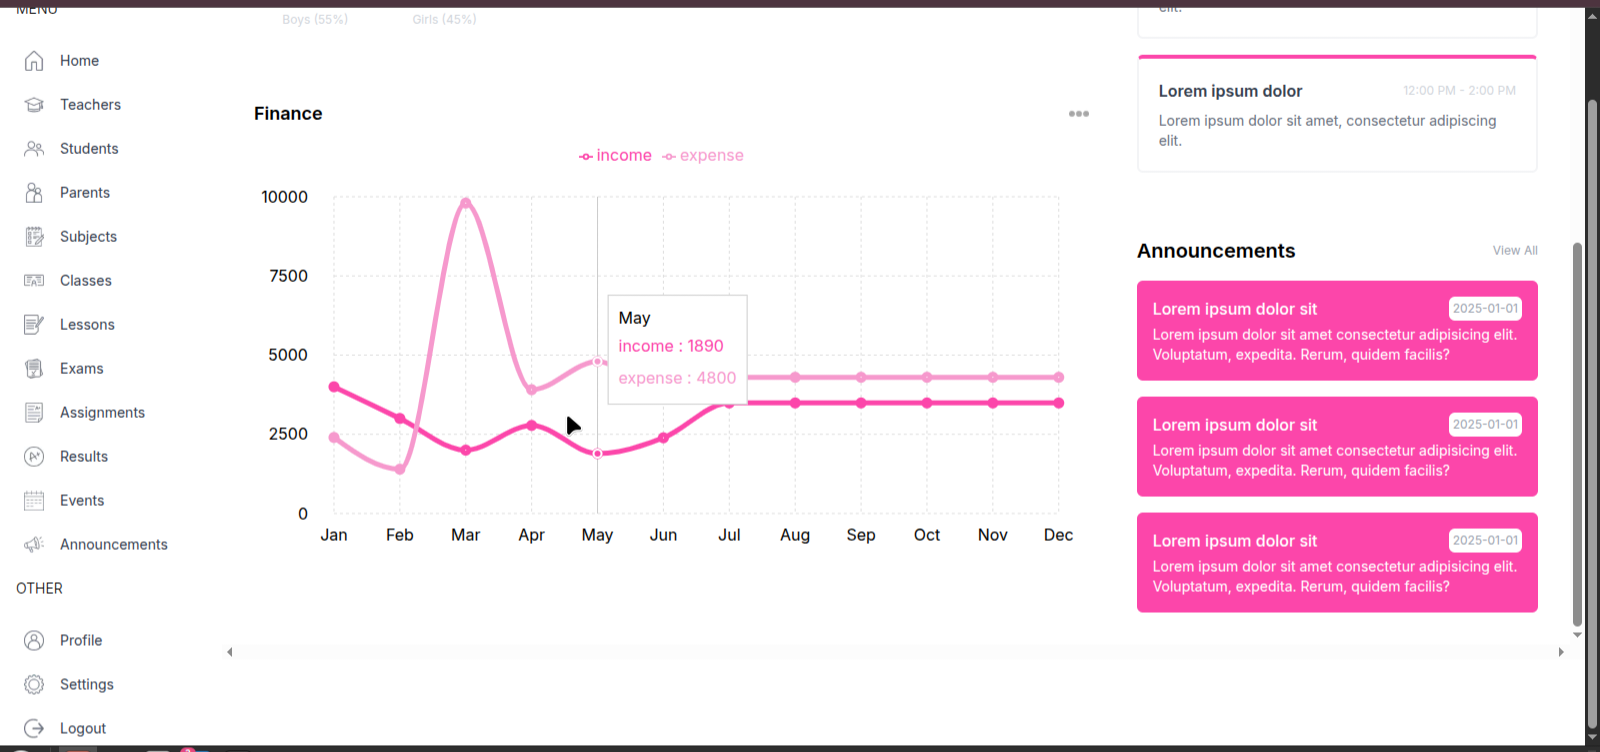 MENU
Home
Teachers
Students
Parents
Subjects
Classes
Lessons
Exams
Assignments
Results
Events
Announcements
OTHER
Profile
Settings
Logout
Boys (55%)
Girls (45%)
Finance
income
expense
10000
7500
5000
2500
0
Jan
Feb
Mar
Apr
May
Jun
Jul
Aug
Sep
Oct
Nov
Dec
May
income : 1890
expense : 4800
elit.
Lorem ipsum dolor
12:00 PM - 2:00 PM
Lorem ipsum dolor sit amet, consectetur adipiscing
elit.
Announcements
View All
Lorem ipsum dolor sit
2025-01-01
Lorem ipsum dolor sit amet consectetur adipisicing elit.
Voluptatum, expedita. Rerum, quidem facilis?
Lorem ipsum dolor sit
2025-01-01
Lorem ipsum dolor sit amet consectetur adipisicing elit.
Voluptatum, expedita. Rerum, quidem facilis?
Lorem ipsum dolor sit
2025-01-01
Lorem ipsum dolor sit amet consectetur adipisicing elit.
Voluptatum, expedita. Rerum, quidem facilis?